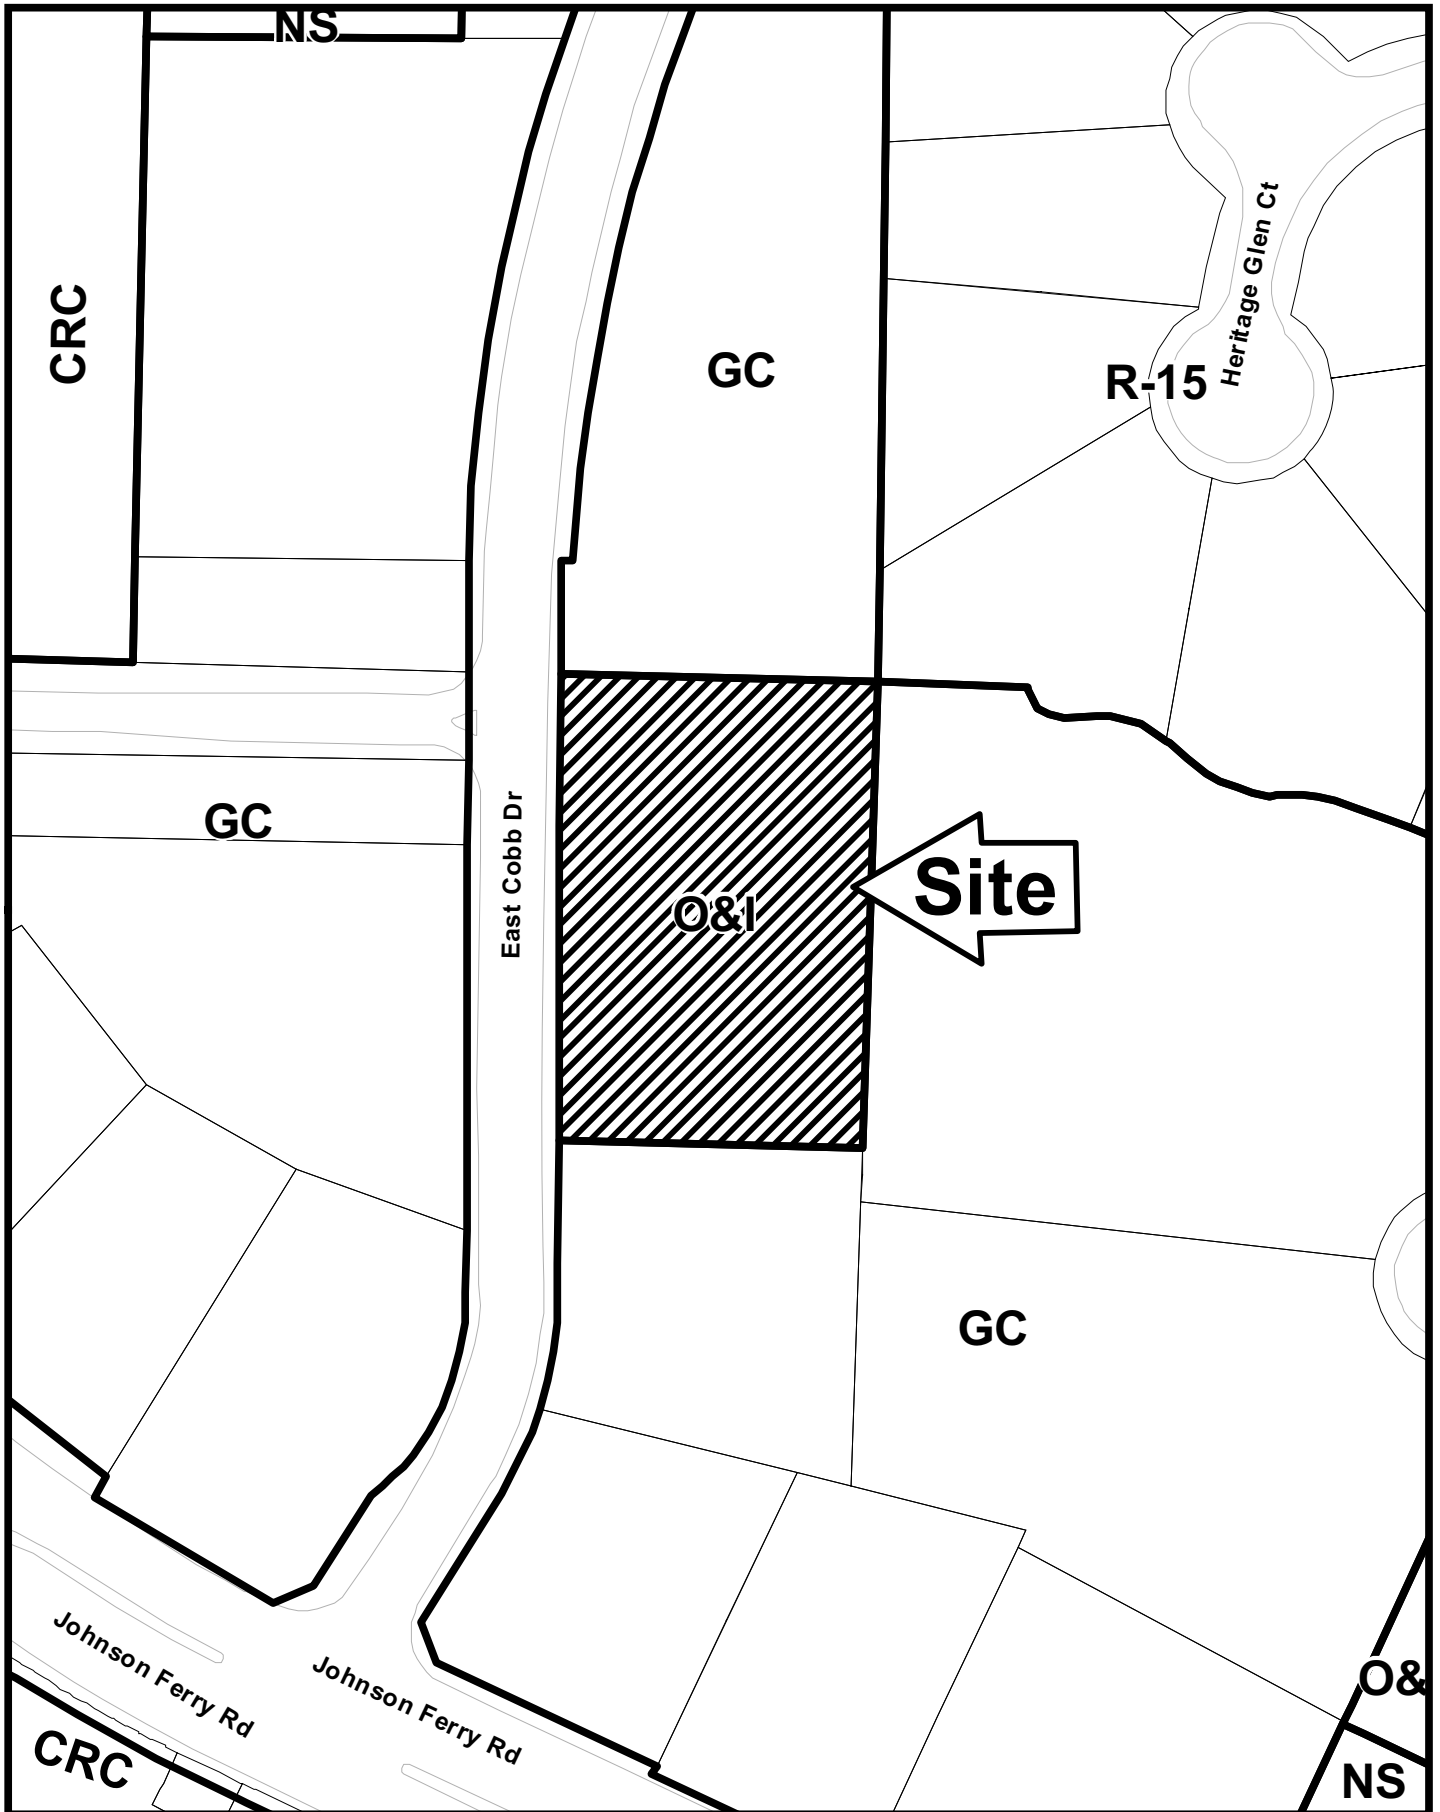 NS
CRC
GC
Heritage Glen Ct
R-15
GC
East Cobb Dr
O&I
Site
GC
Johnson Ferry Rd
Johnson Ferry Rd
O&
CRC
NS